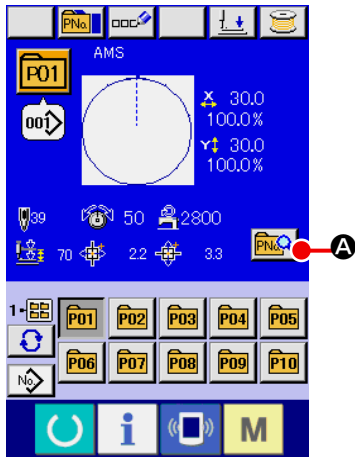 PNo.
AMS
P01
001
X 30.0
100.0%
Y 30.0
100.0%
39 50 2800
70 2.2 3.3
PNo.
A
1
P01 P02 P03 P04 P05
No.
P06 P07 P08 P09 P10
i M